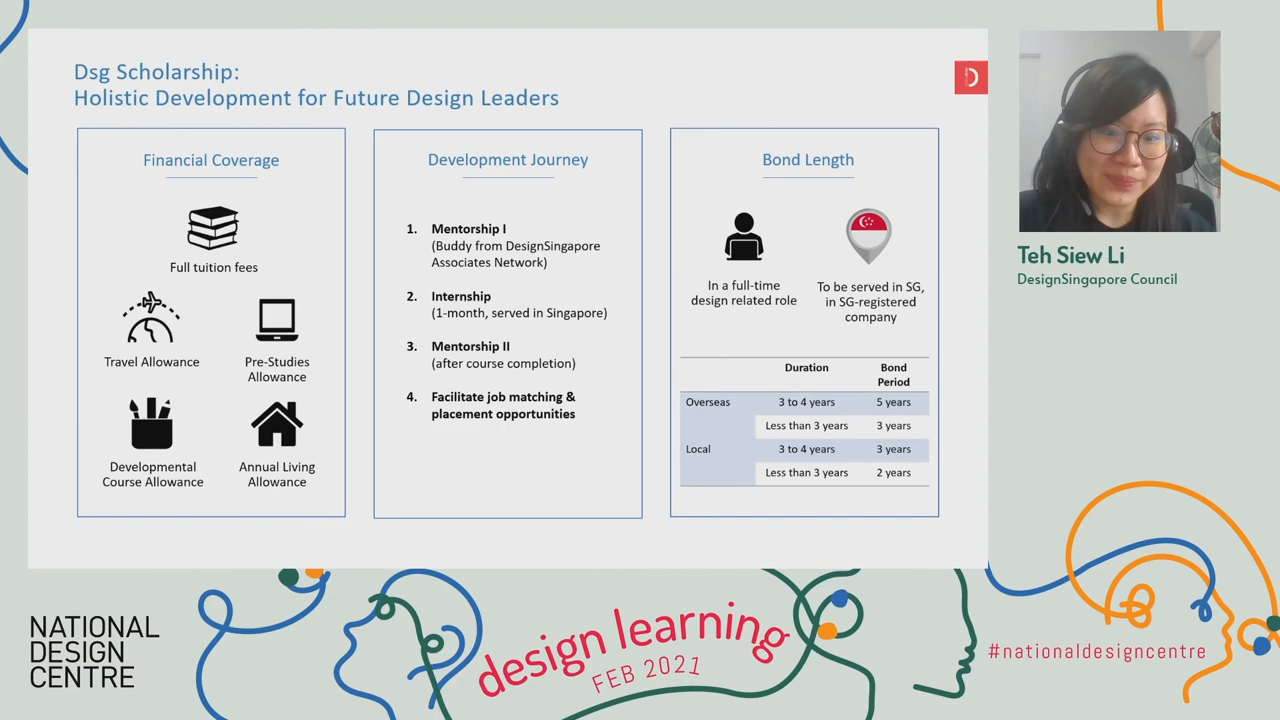 Dsg Scholarship:
Holistic Development for Future Design Leaders
Financial Coverage
Full tuition fees
Travel Allowance
Pre-Studies
Allowance
Developmental
Course Allowance
Annual Living
Allowance
Development Journey
1. Mentorship I
(Buddy from DesignSingapore
Associates Network)
2. Internship
(1-month, served in Singapore)
3. Mentorship II
(after course completion)
4. Facilitate job matching &
placement opportunities
Bond Length
In a full-time
design related role
To be served in SG,
in SG-registered
company
Duration Bond
Period
Overseas 3 to 4 years 5 years
Less than 3 years 3 years
Local 3 to 4 years 3 years
Less than 3 years 2 years
Teh Siew Li
DesignSingapore Council
NATIONAL
DESIGN
CENTRE
design learning
FEB 2021
#nationaldesigncentre